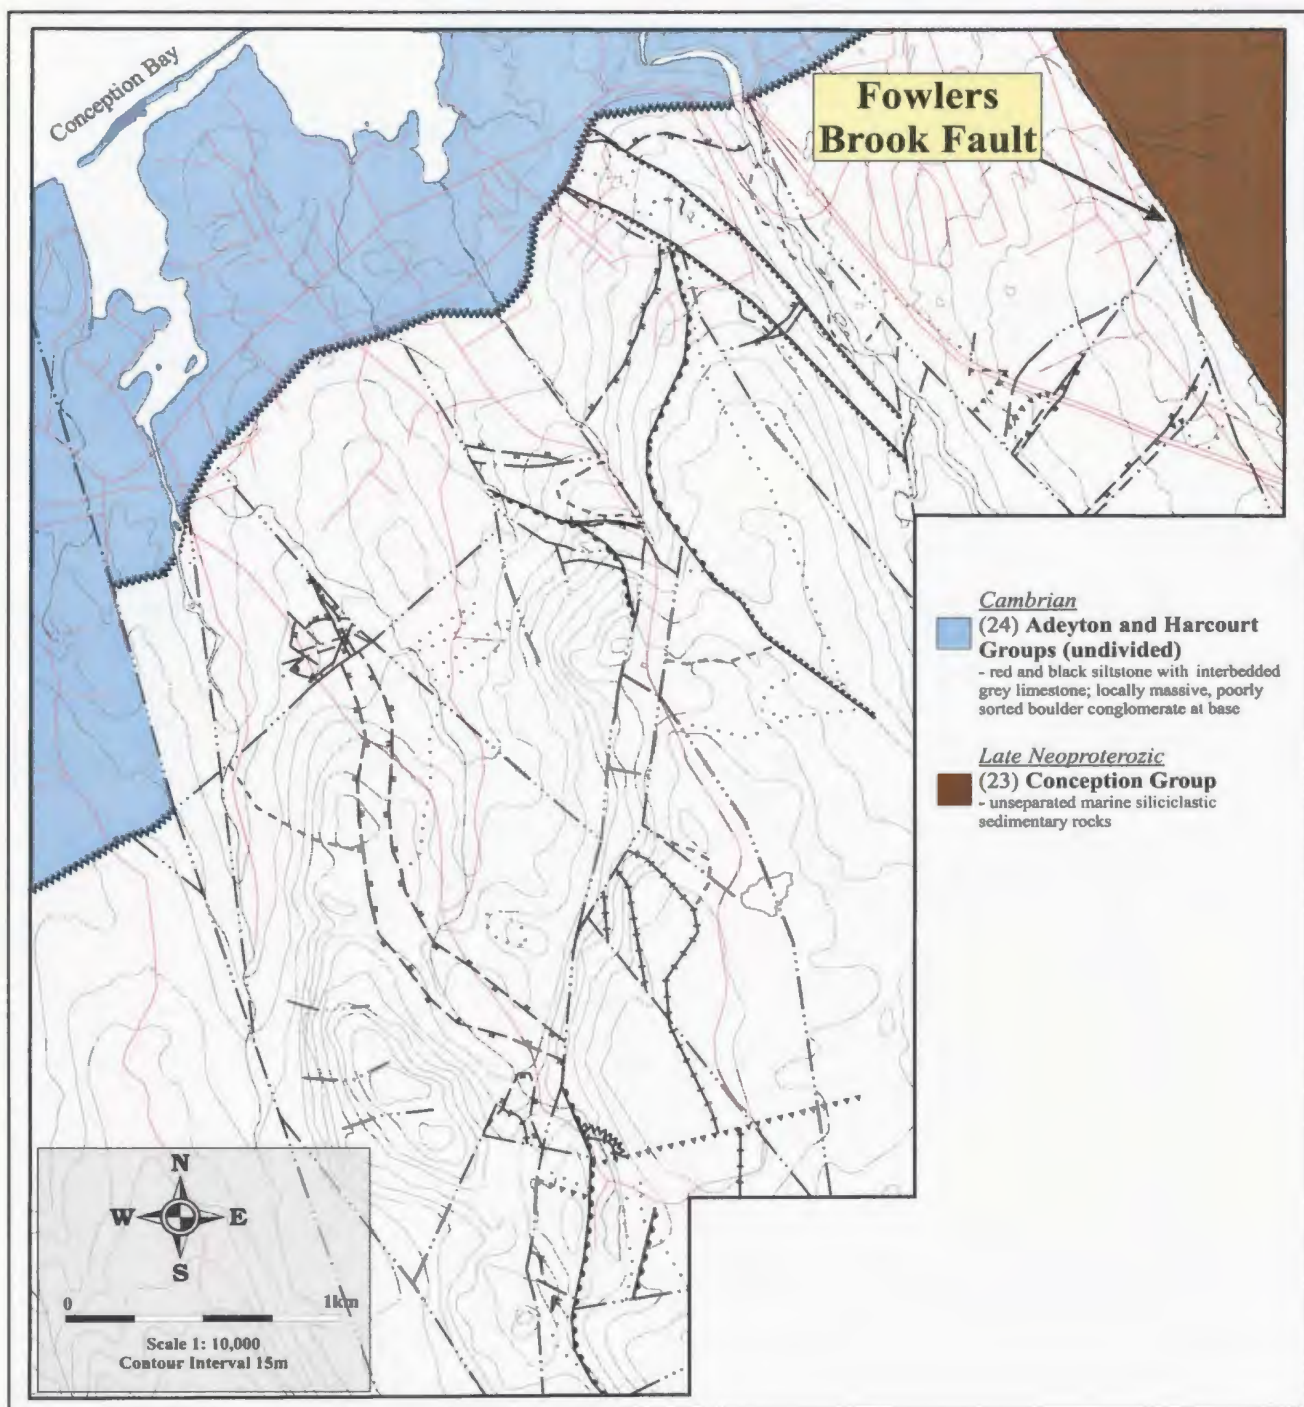 Conception Bay
Fowlers
Brook Fault
Cambrian
(24) Adeyton and Harcourt
Groups (undivided)
- red and black siltstone with interbedded
grey limestone; locally massive, poorly
sorted boulder conglomerate at base
Late Neoproterozic
(23) Conception Group
- unseparated marine siliciclastic
sedimentary rocks
N
W E
S
0 1km
Scale 1: 10,000
Contour Interval 15m